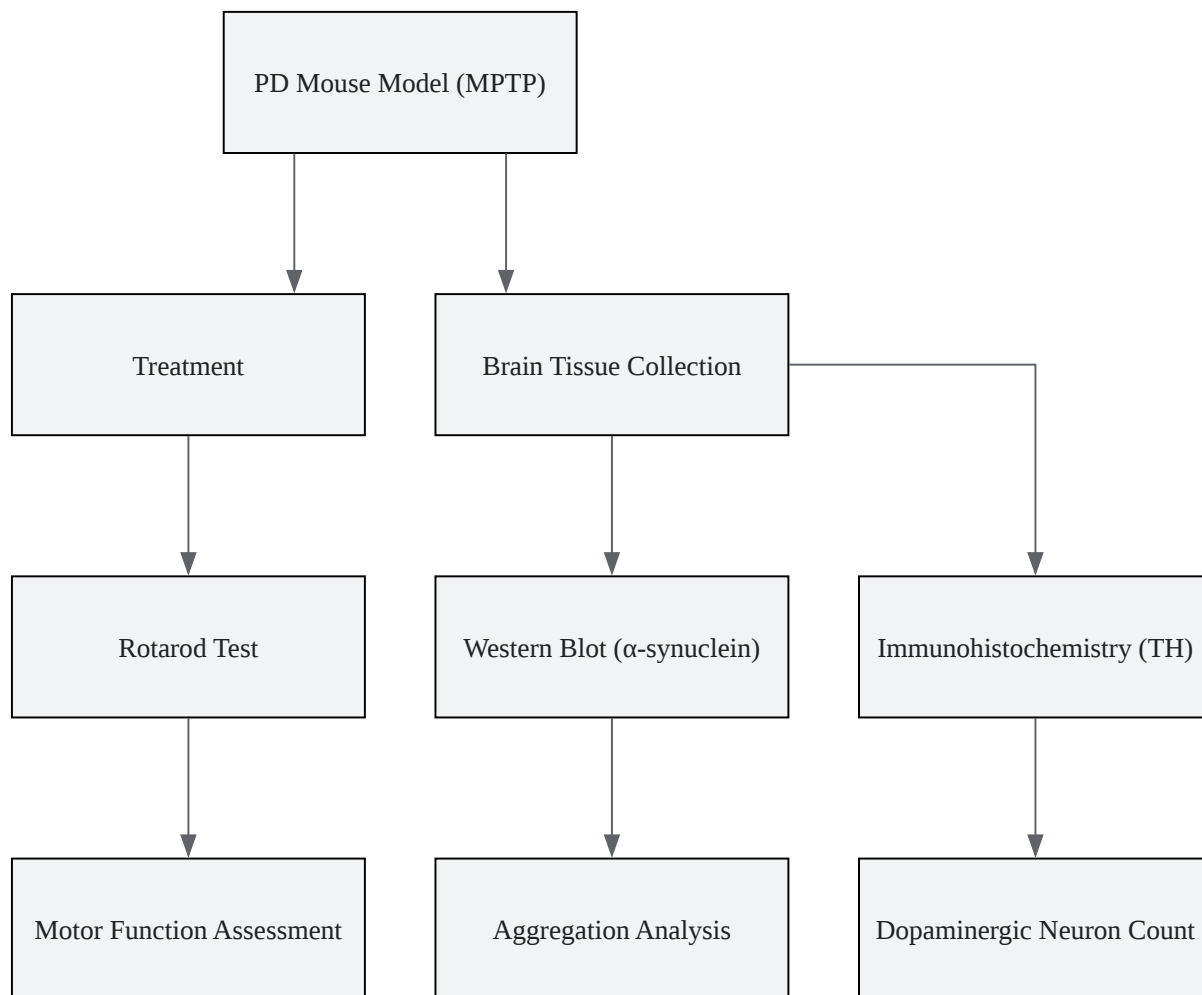 PD Mouse Model (MPTP)
Treatment
Brain Tissue Collection
Rotarod Test
Western Blot (α-synuclein)
Immunohistochemistry (TH)
Motor Function Assessment
Aggregation Analysis
Dopaminergic Neuron Count